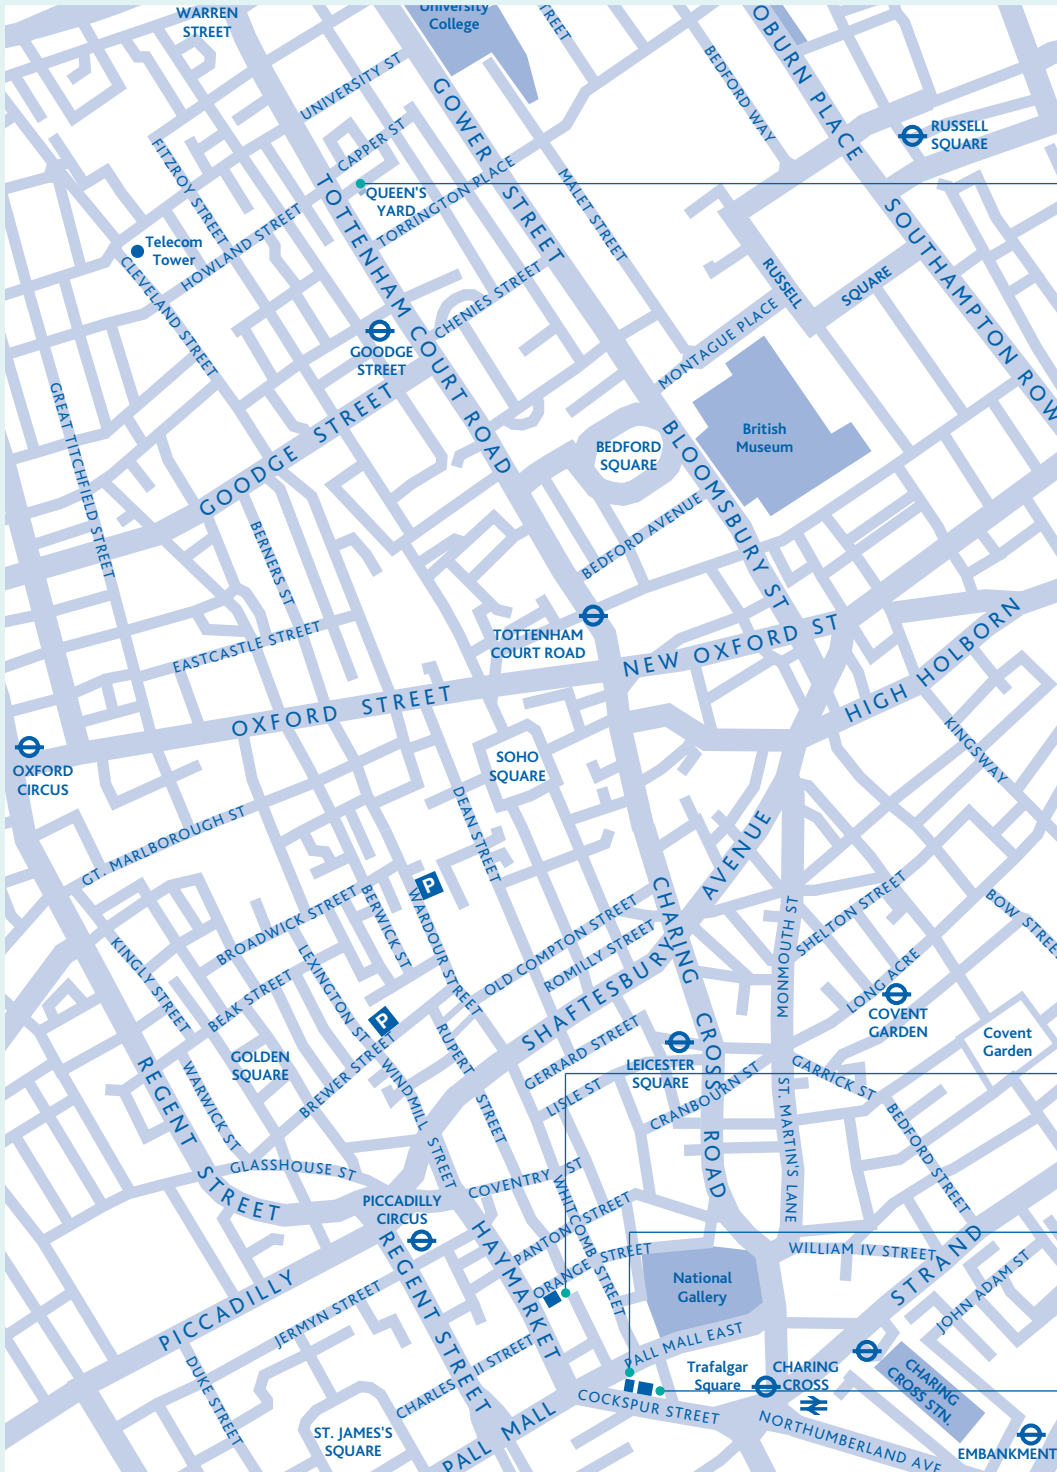 WARREN
STREET
University
College
TREET
OBURN PLACE
BEDFORD WAY
RUSSELL
SQUARE
UNIVERSITY ST
GOWER STREET
CAPPER ST
FITZROY STREET
QUEEN'S
YARD
TORRINGTON PLACE
MALET STREET
TOTTENHAM COURT ROAD
HOWLAND STREET
Telecom
Tower
CLEVELAND STREET
SOUTHAMPTON ROW
RUSSELL
SQUARE
CHENIES STREET
MONTAGUE PLACE
GOODGE
STREET
GREAT TITCHFIELD STREET
GOODGE STREET
BEDFORD
SQUARE
BLOOMSBURY ST
British
Museum
BEDFORD AVENUE
BERNERS ST
EASTCASTLE STREET
TOTTENHAM
COURT ROAD
NEW OXFORD ST
HIGH HOLBORN
OXFORD STREET
OXFORD
CIRCUS
SOHO
SQUARE
KINGSWAY
DEAN STREET
GT. MARLBOROUGH ST
AVENUE
P
BROADWICK STREET
BERWICK ST
WARDOUR STREET
OLD COMPTON STREET
ROMILLY STREET
CHARING CROSS ROAD
MONMOUTH ST
SHELTON STREET
BOW STREE
KINGLY STREET
BEAK STREET
LEXINGTON ST
LONG ACRE
COVENT
GARDEN
P
SHAFTESBURY
RUPERT STREET
GERRARD STREET
LEICESTER
SQUARE
Covent
Garden
GOLDEN
SQUARE
BREWER STREET
WINDMILL STREET
REGENT STREET
WARWICK ST
LISLE ST
CRANBOURN ST
GARRICK ST
ST. MARTIN'S LANE
BEDFORD STREET
GLASSHOUSE ST
COVENTRY ST
WHITCOMB STREET
PICCADILLY
CIRCUS
HAYMARKET
PANTON STREET
ORANGE STREET
WILLIAM IV STREET
STRAND
REGENT STREET
PICCADILLY
JERMYN STREET
National
Gallery
JOHN ADAM ST
DUKE STREET
CHARLES II STREET
PALL MALL EAST
Trafalgar
Square
CHARING
CROSS
CHARING
CROSS STN.
COCKSPUR STREET
ST. JAMES'S
SQUARE
PALL MALL
NORTHUMBERLAND AVE
EMBANKMENT